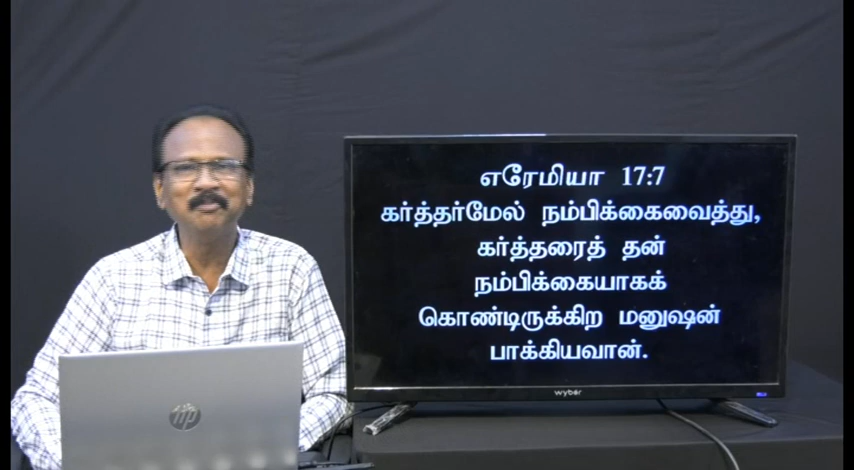 எரேமியா 17:7
கர்த்தர்மேல் நம்பிக்கைவைத்து,
கர்த்தரைத் தன்
நம்பிக்கையாகக்
கொண்டிருக்கிற மனுஷன்
பாக்கியவான்.
wybor
hp